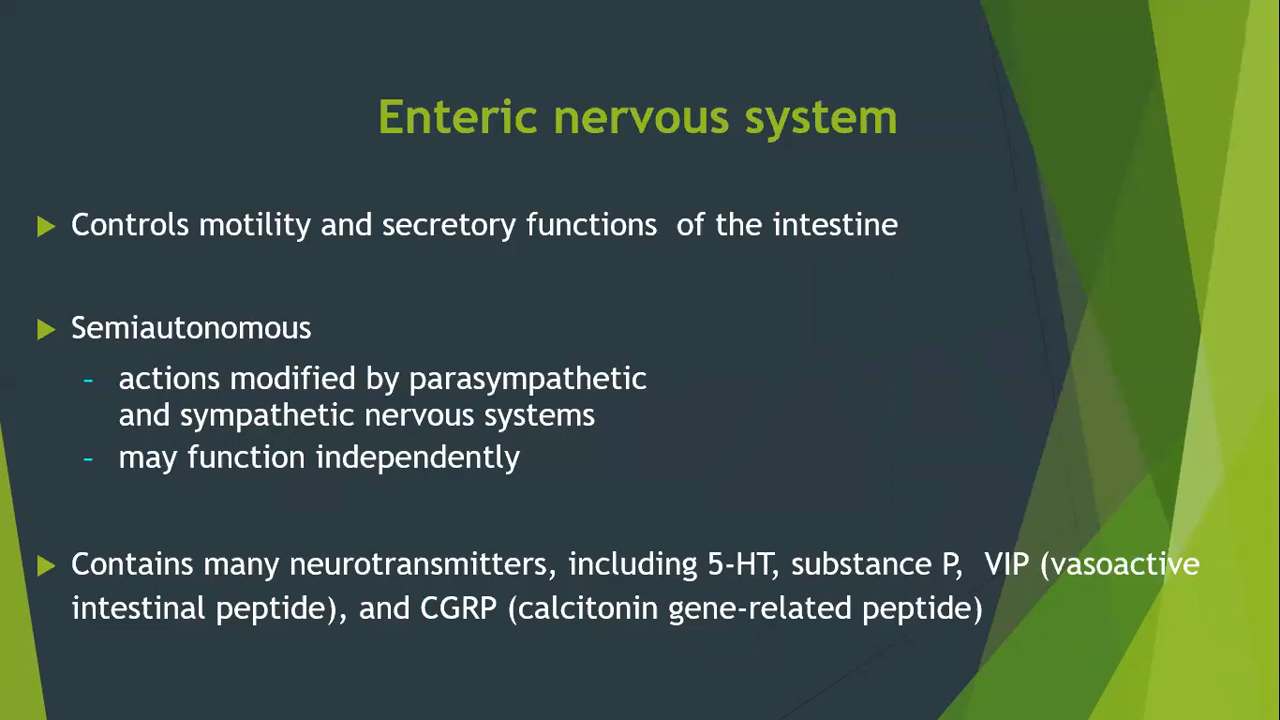 Enteric nervous system
Controls motility and secretory functions  of the intestine
Semiautonomous
- actions modified by parasympathetic
and sympathetic nervous systems
- may function independently
Contains many neurotransmitters, including 5-HT, substance P,  VIP (vasoactive
intestinal peptide), and CGRP (calcitonin gene-related peptide)